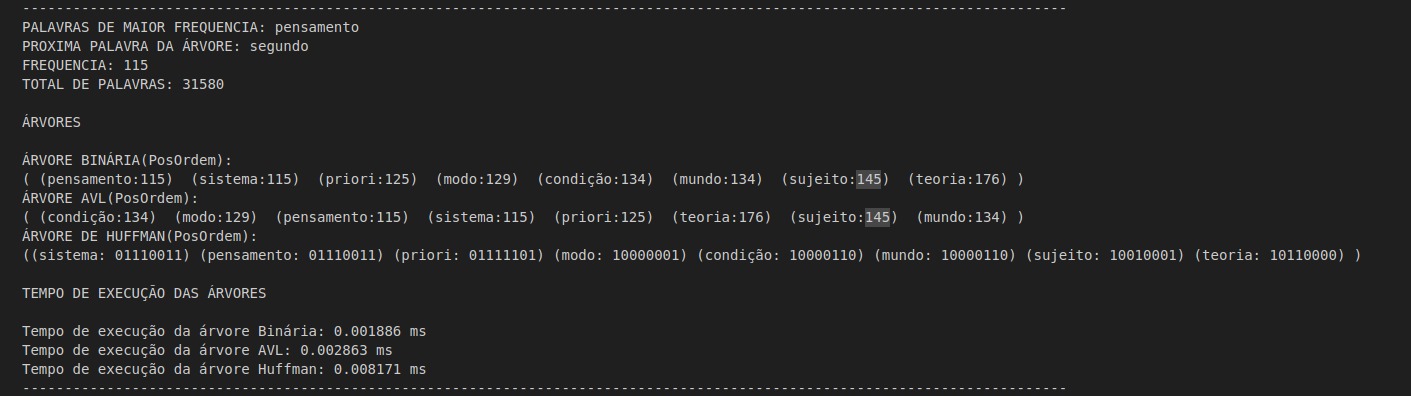 ----------------------------------------------------------------------------------------------------------------------------
PALAVRAS DE MAIOR FREQUENCIA: pensamento
PROXIMA PALAVRA DA ÁRVORE: segundo
FREQUENCIA: 115
TOTAL DE PALAVRAS: 31580
ÁRVORES
ÁRVORE BINÁRIA(PosOrdem):
( (pensamento:115)  (sistema:115)  (priori:125)  (modo:129)  (condição:134)  (mundo:134)  (sujeito:145)  (teoria:176) )
ÁRVORE AVL(PosOrdem):
( (condição:134)  (modo:129)  (pensamento:115)  (sistema:115)  (priori:125)  (teoria:176)  (sujeito:145)  (mundo:134) )
ÁRVORE DE HUFFMAN(PosOrdem):
((sistema: 01110011) (pensamento: 01110011) (priori: 01111101) (modo: 10000001) (condição: 10000110) (mundo: 10000110) (sujeito: 10010001) (teoria: 10110000) )
TEMPO DE EXECUÇÃO DAS ÁRVORES
Tempo de execução da árvore Binária: 0.001886 ms
Tempo de execução da árvore AVL: 0.002863 ms
Tempo de execução da árvore Huffman: 0.008171 ms
----------------------------------------------------------------------------------------------------------------------------